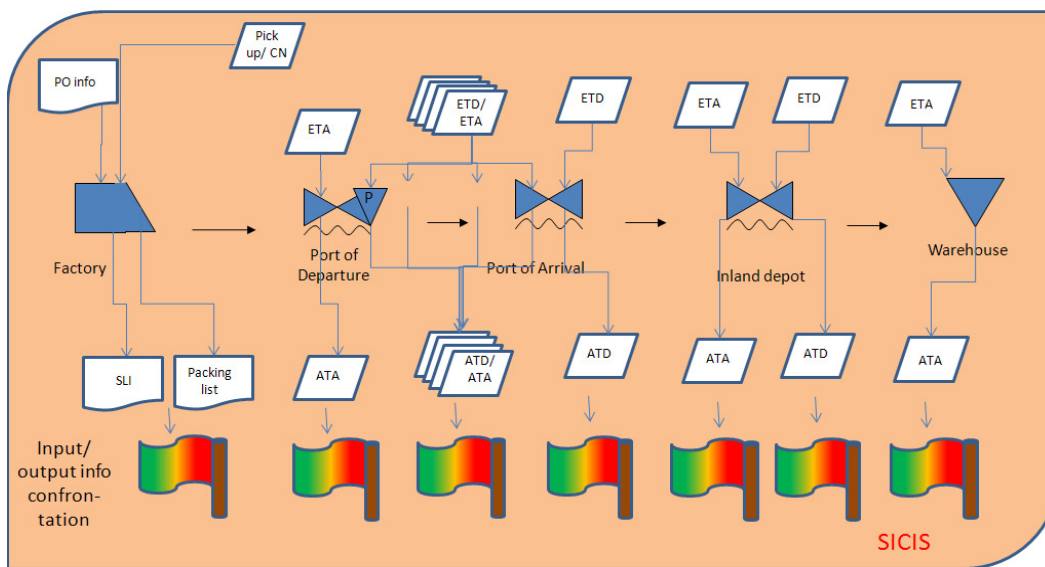 Pick
up/ CN
PO info
ETA
ETD/
ETA
ETD
ETA
ETD
ETA
P
Factory
Port of
Departure
Port of Arrival
Inland depot
Warehouse
SLI
Packing
list
ATA
ATD/
ATA
ATD
ATA
ATD
ATA
Input/
output info
confron-
tation
SICIS